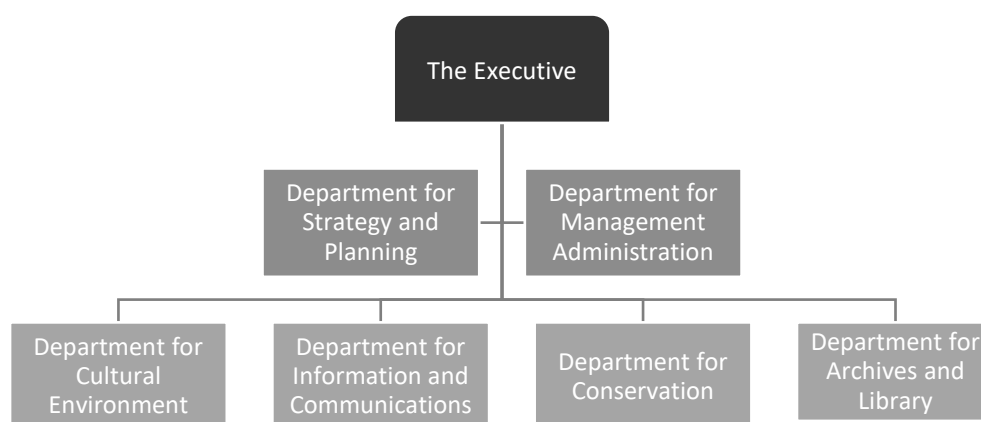 The Executive
Department for
Strategy and
Planning
Department for
Management
Administration
Department for
Cultural
Environment
Department for
Information and
Communications
Department for
Conservation
Department for
Archives and
Library